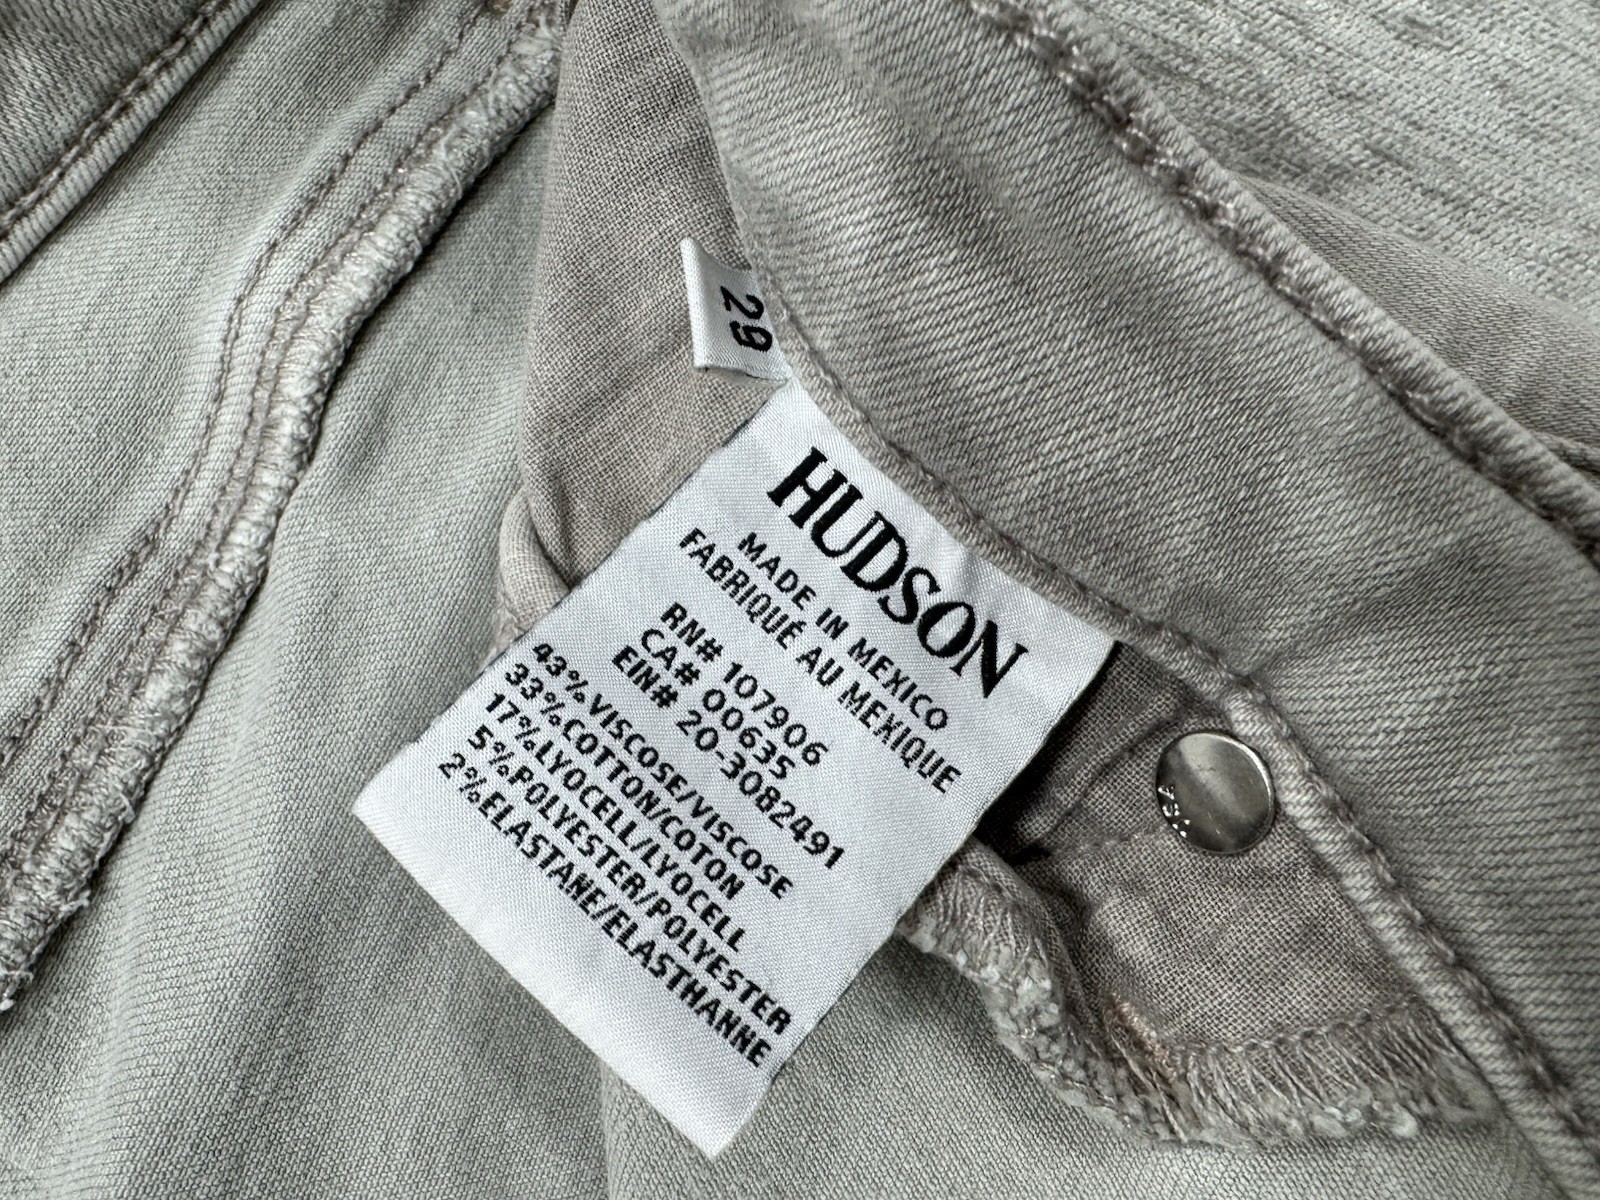 29
HUDSON
MADE IN MEXICO
FABRIQUÉ AU MEXIQUE
RN# 107906
CA# 00635
EIN# 20-3082491
43%VISCOSE/VISCOSE
33%COTTON/COTON
17%LYOCELL/LYOCELL
5%POLYESTER/POLYESTER
2%ELASTANE/ELASTHANNE